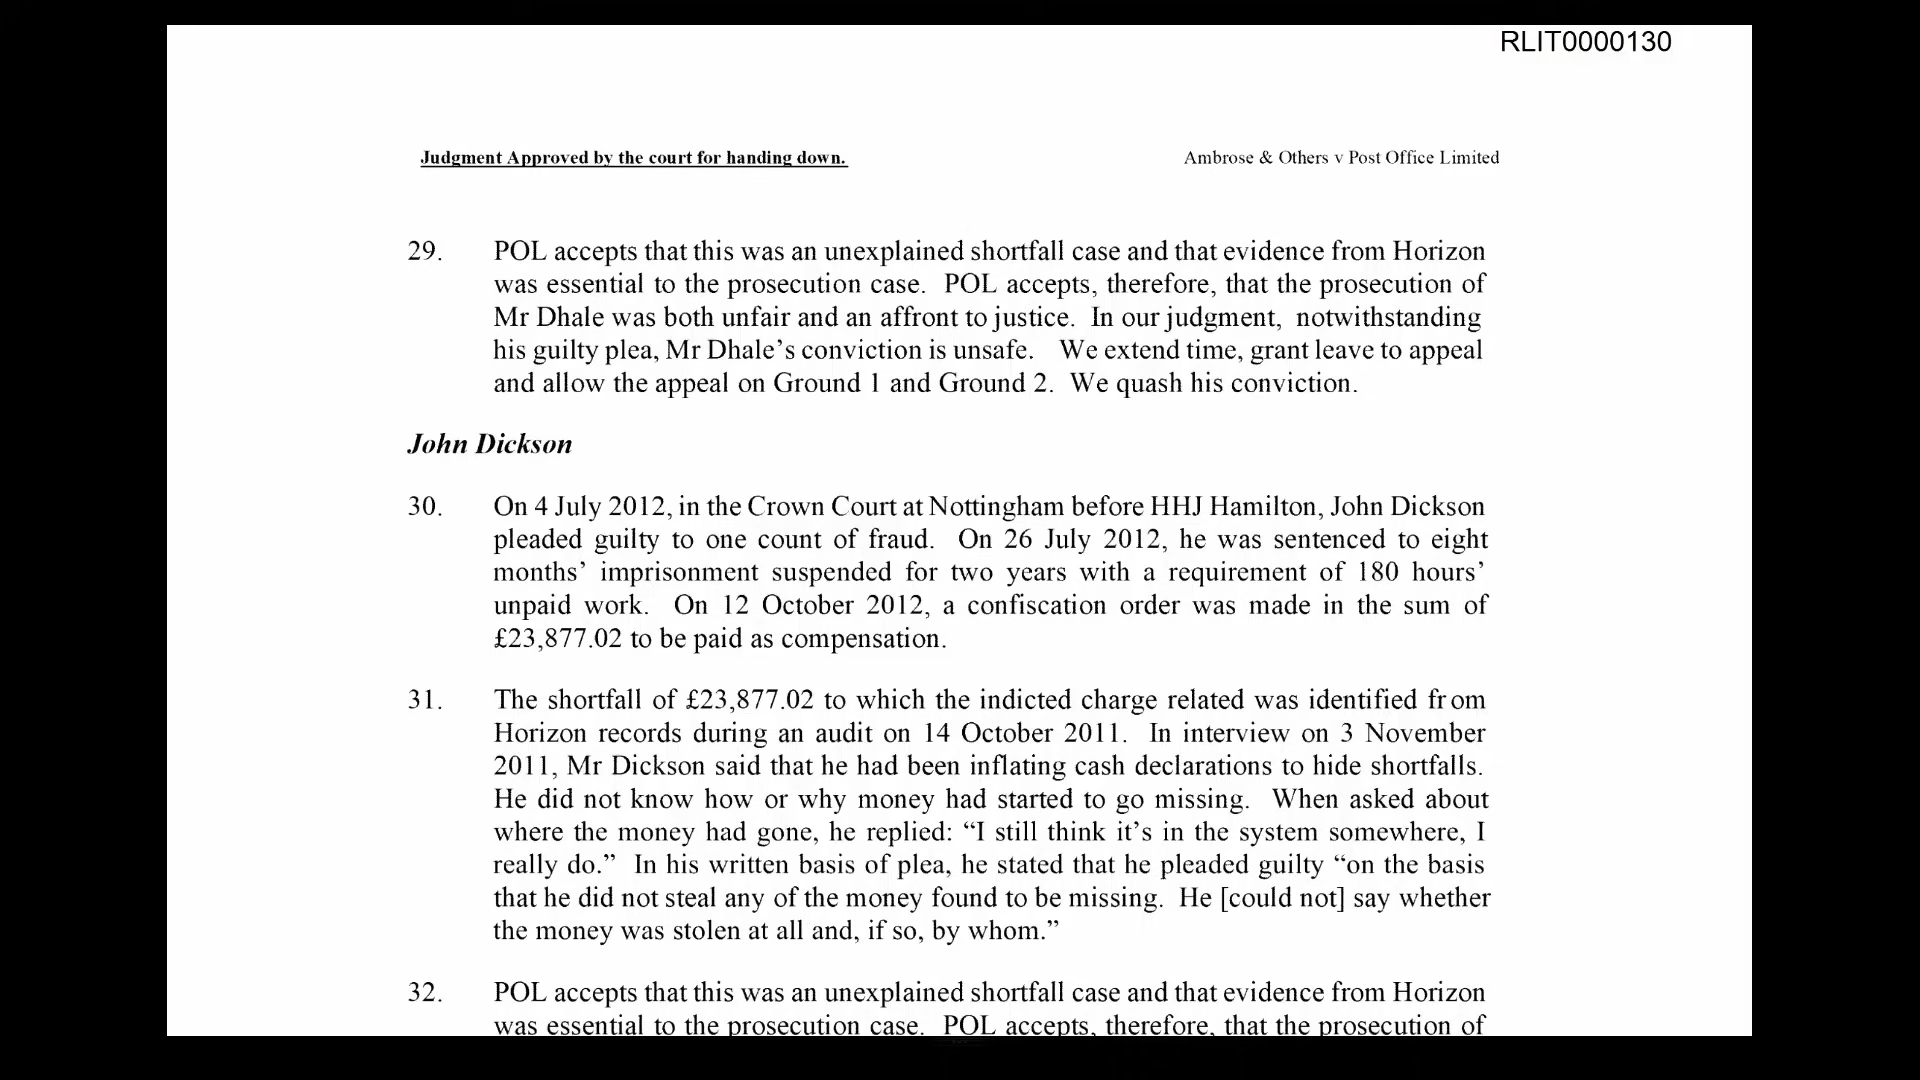 RLIT0000130
Judgment Approved by the court for handing down. Ambrose & Others v Post Office Limited
29. POL accepts that this was an unexplained shortfall case and that evidence from Horizon
was essential to the prosecution case. POL accepts, therefore, that the prosecution of
Mr Dhale was both unfair and an affront to justice. In our judgment, notwithstanding
his guilty plea, Mr Dhale’s conviction is unsafe. We extend time, grant leave to appeal
and allow the appeal on Ground 1 and Ground 2. We quash his conviction.
John Dickson
30. On 4 July 2012, in the Crown Court at Nottingham before HHJ Hamilton, John Dickson
pleaded guilty to one count of fraud. On 26 July 2012, he was sentenced to eight
months’ imprisonment suspended for two years with a requirement of 180 hours’
unpaid work. On 12 October 2012, a confiscation order was made in the sum of
£23,877.02 to be paid as compensation.
31. The shortfall of £23,877.02 to which the indicted charge related was identified from
Horizon records during an audit on 14 October 2011. In interview on 3 November
2011, Mr Dickson said that he had been inflating cash declarations to hide shortfalls.
He did not know how or why money had started to go missing. When asked about
where the money had gone, he replied: “I still think it’s in the system somewhere, I
really do.” In his written basis of plea, he stated that he pleaded guilty “on the basis
that he did not steal any of the money found to be missing. He [could not] say whether
the money was stolen at all and, if so, by whom.”
32. POL accepts that this was an unexplained shortfall case and that evidence from Horizon
was essential to the prosecution case. POL accepts, therefore, that the prosecution of